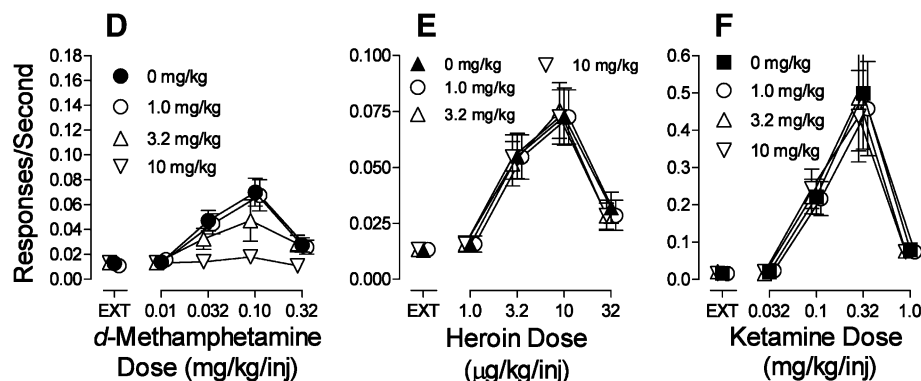 D
E
F
Responses/Second
0.18
0.16
0.14
0.12
0.10
0.08
0.06
0.04
0.02
0.00
0 mg/kg
1.0 mg/kg
3.2 mg/kg
10 mg/kg
EXT 0.01 0.032 0.10 0.32
d-Methamphetamine
Dose (mg/kg/inj)
0.100
0.075
0.050
0.025
0.000
0 mg/kg 10 mg/kg
1.0 mg/kg
3.2 mg/kg
EXT 1.0 3.2 10 32
Heroin Dose
(μg/kg/inj)
0.6
0.5
0.4
0.3
0.2
0.1
0.0
0 mg/kg
1.0 mg/kg
3.2 mg/kg
10 mg/kg
EXT 0.032 0.1 0.32 1.0
Ketamine Dose
(mg/kg/inj)